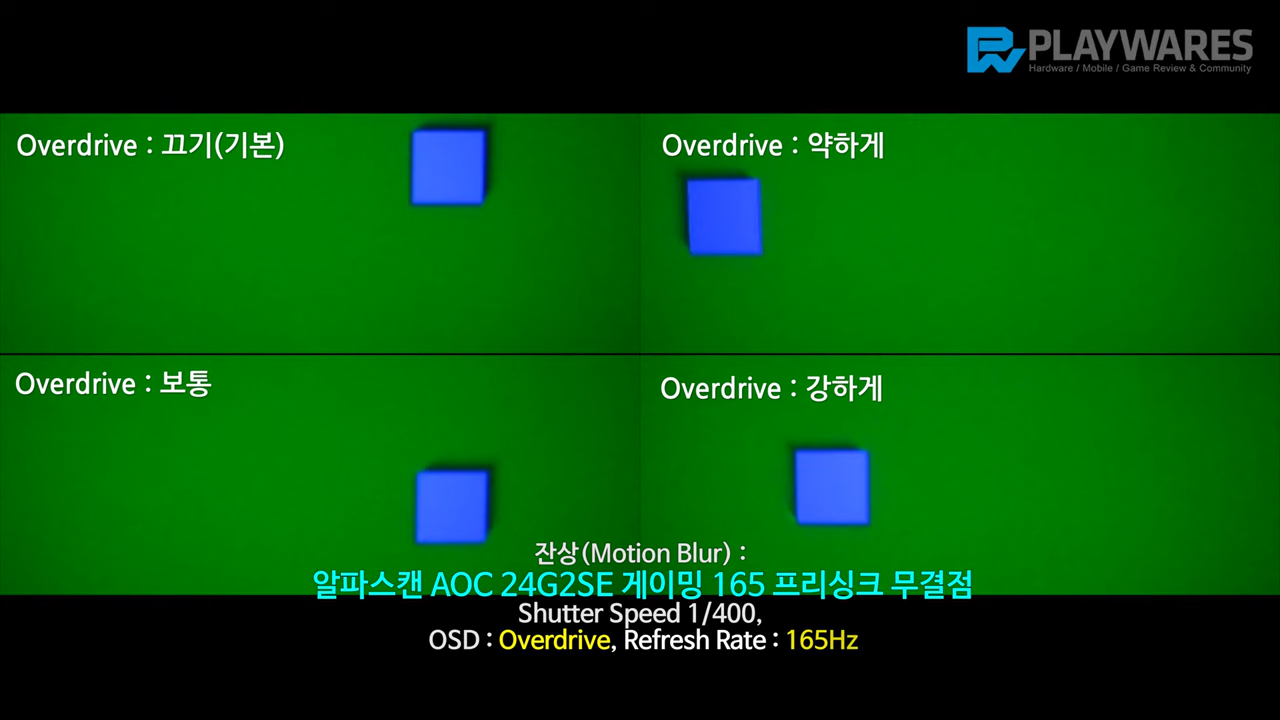 PLAYWARES
Hardware / Mobile / Game Review & Community
Overdrive : 끄기(기본)
Overdrive : 약하게
Overdrive : 보통
Overdrive : 강하게
잔상(Motion Blur) :
알파스캔 AOC 24G2SE 게이밍 165 프리싱크 무결점
Shutter Speed 1/400,
OSD : Overdrive, Refresh Rate : 165Hz